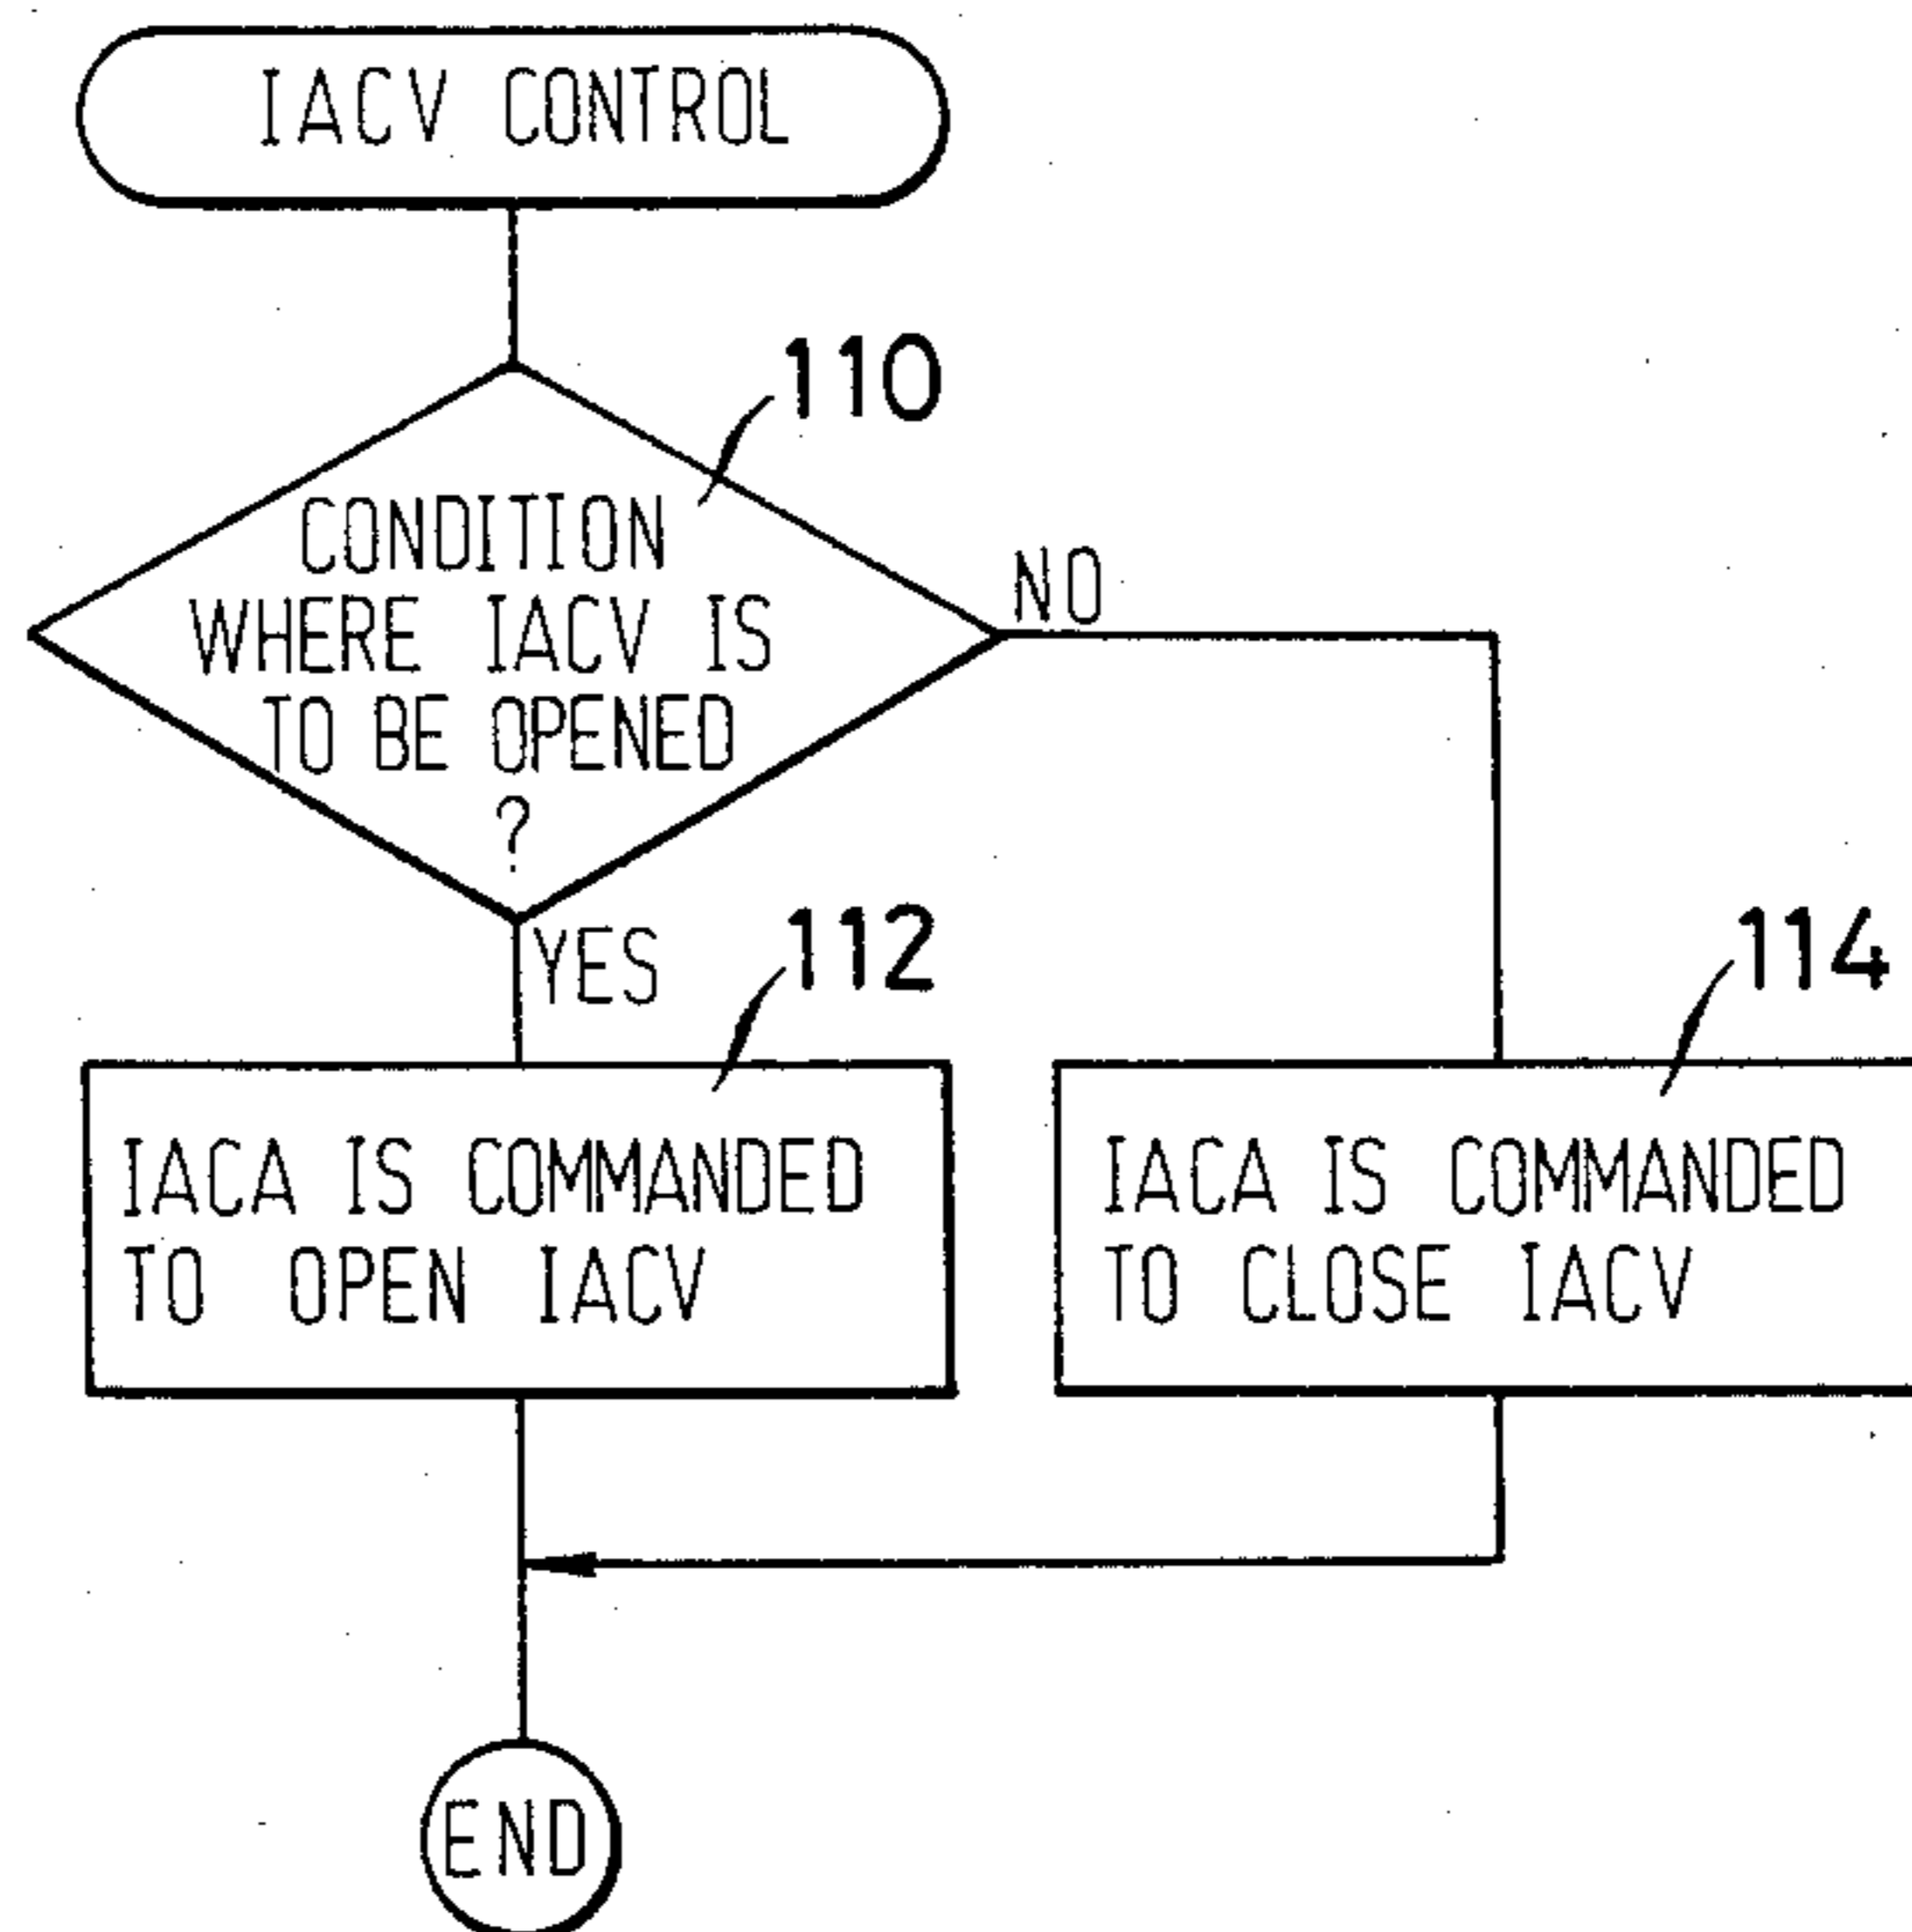 IACV CONTROL
110
CONDITION
WHERE IACV IS
TO BE OPENED
?
NO
YES
112
IACA IS COMMANDED
TO OPEN IACV
114
IACA IS COMMANDED
TO CLOSE IACV
END